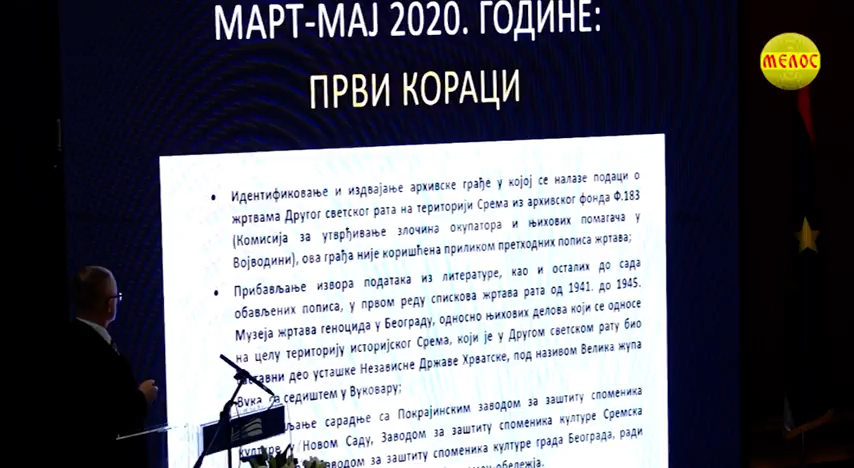 МАРТ-МАЈ 2020. ГОДИНЕ:
МЕЛОС
ПРВИ КОРАЦИ
• Идентификовање и издвајање архивске грађе у којој се налазе подаци о
жртвама Другог светског рата на територији Срема из архивског фонда Ф.183
(Комисија за утврђивање злочина окупатора и њихових помагача у
Војводини), ова грађа није коришћена приликом претходних пописа жртава;
• Прибављање извора података из литературе, као и осталих до сада
обављених пописа, у првом реду спискова жртава рата од 1941. до 1945.
Музеја жртава геноцида у Београду, односно њихових делова који се односе
на целу територију историјског Срема, који је у Другом светском рату био
саставни део усташке Независне Државе Хрватске, под називом Велика жупа
Вука, са седиштем у Вуковару;
сарадње са Покрајинским заводом за заштиту споменика
културе у Новом Саду, Заводом за заштиту споменика културе Сремска
заводом за заштиту споменика културе града Београда, ради
обележја.